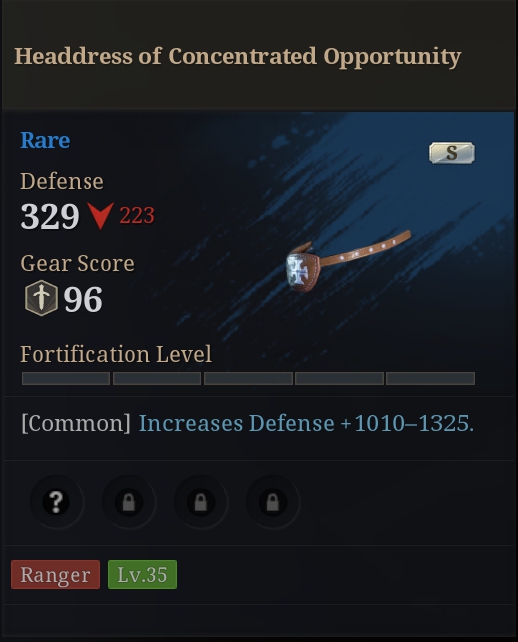 Headdress of Concentrated Opportunity
Rare
S
Defense
329 223
Gear Score
96
Fortification Level
[Common] Increases Defense +1010–1325.
?
Ranger Lv.35